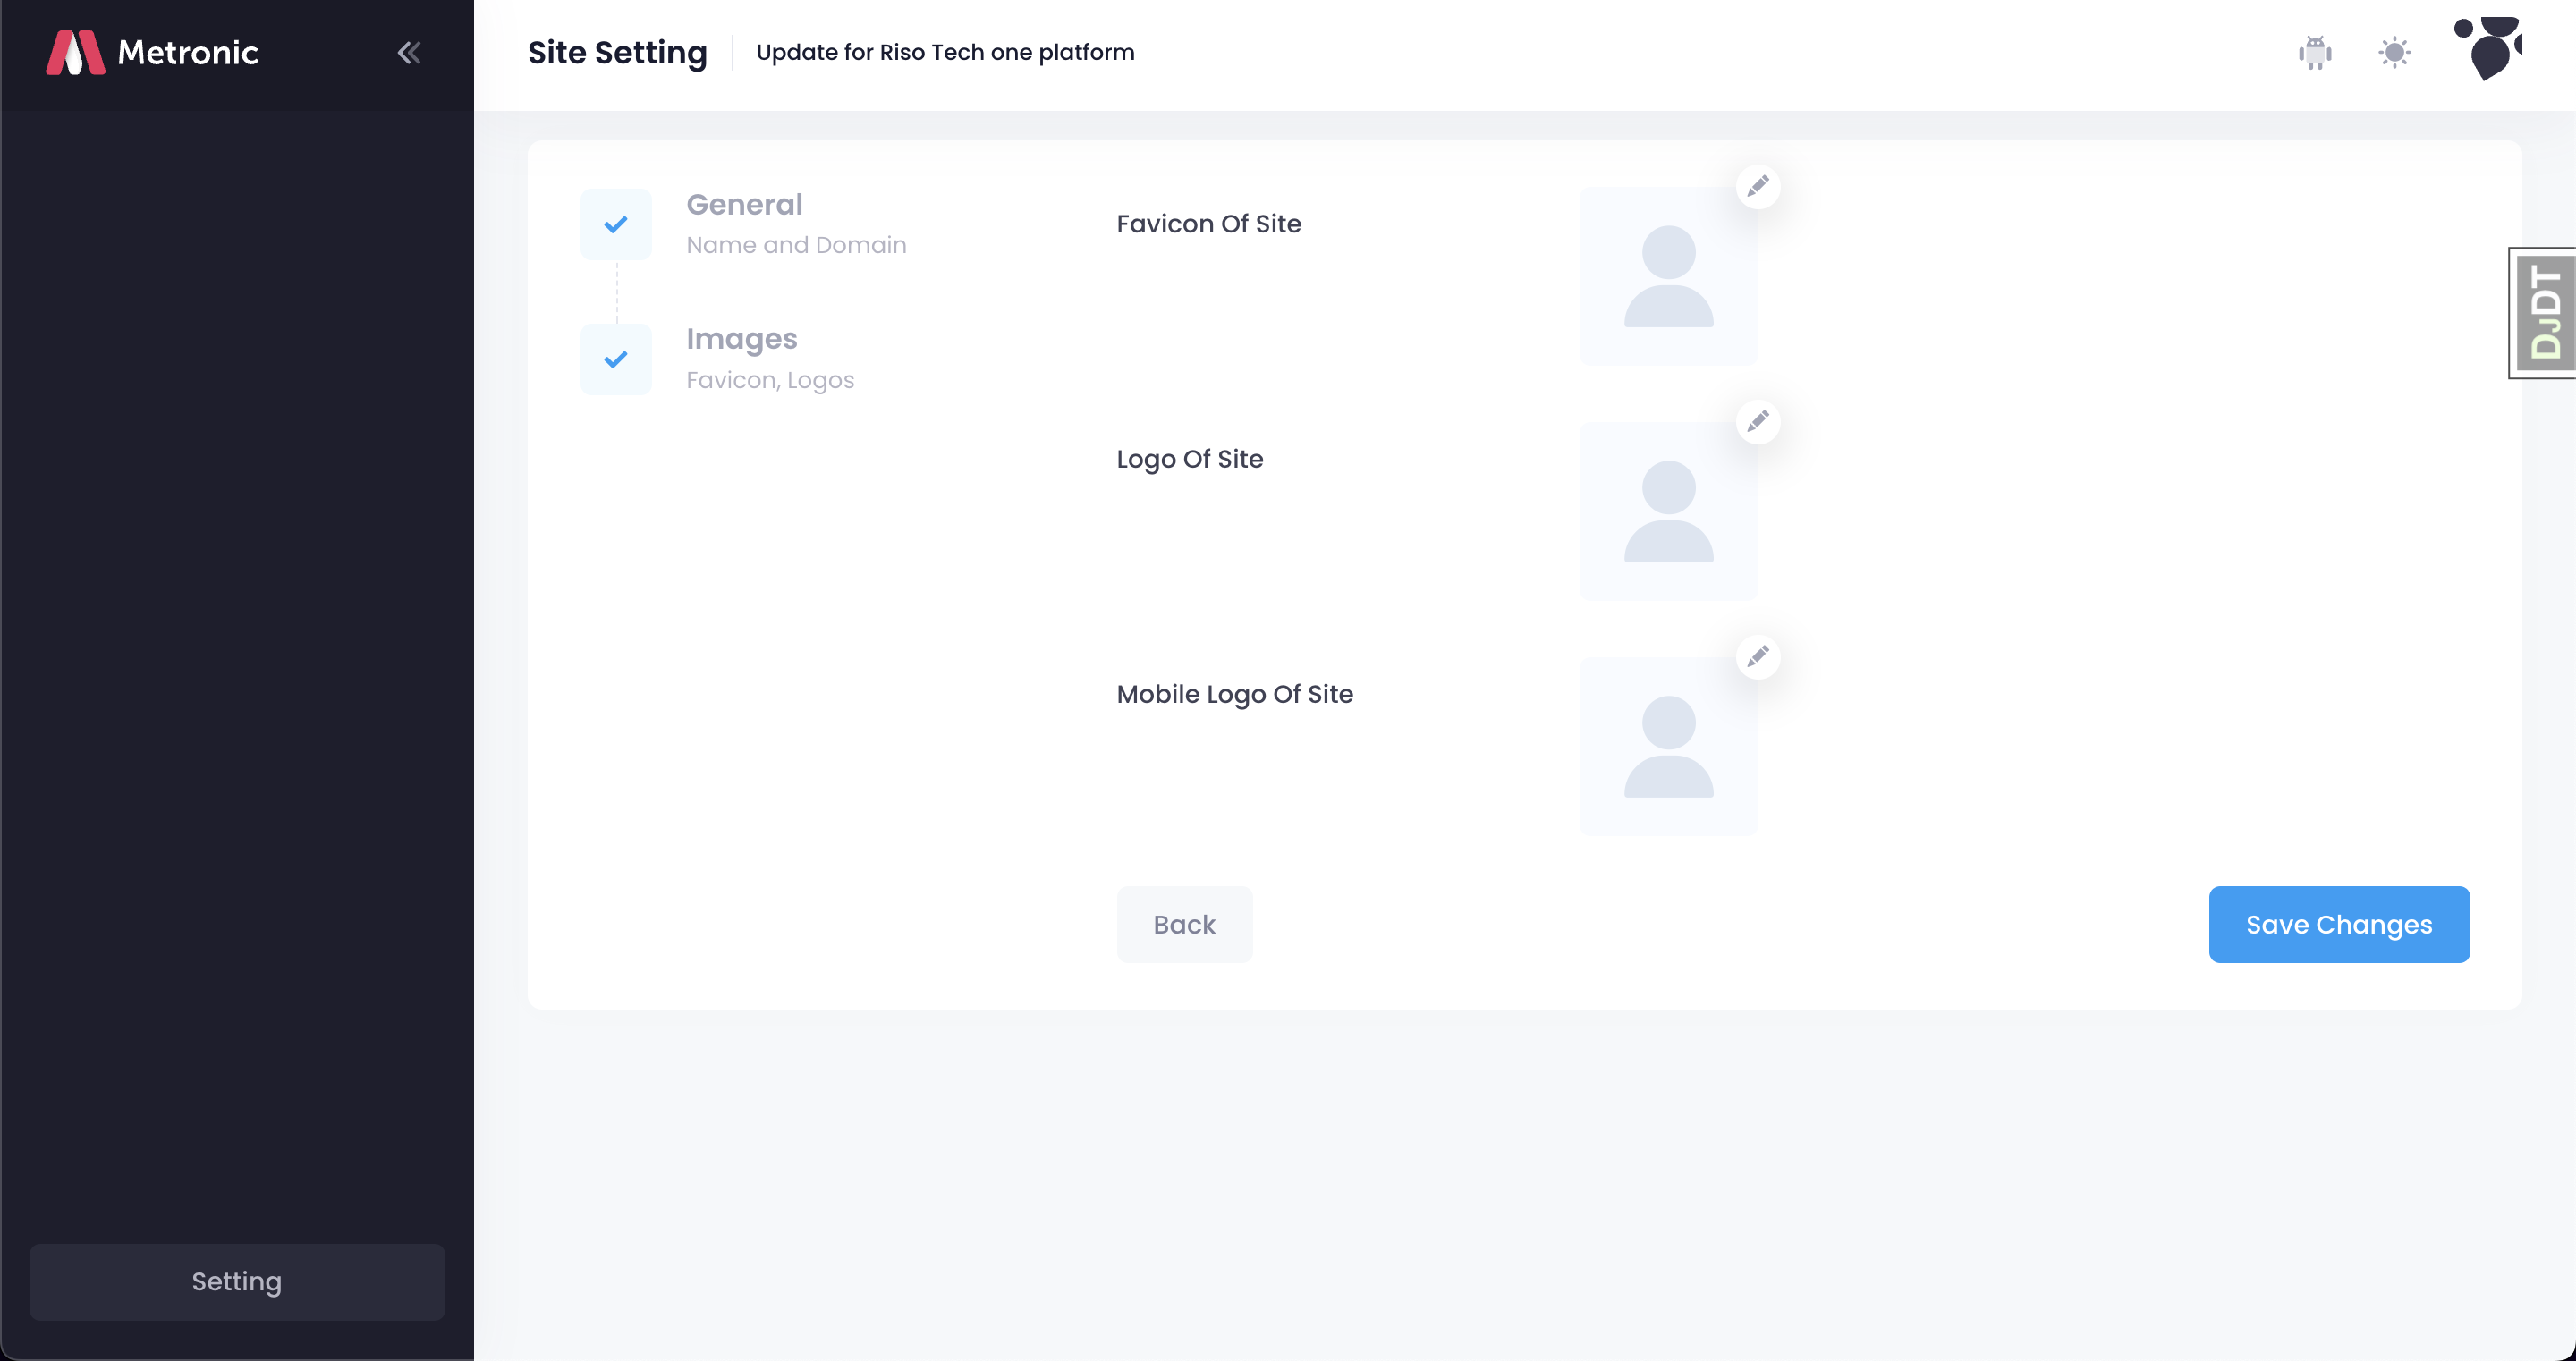 Metronic
Site Setting
Update for Riso Tech one platform
General
Name and Domain
Images
Favicon, Logos
Favicon Of Site
Logo Of Site
Mobile Logo Of Site
Back
Save Changes
DJDT
Setting